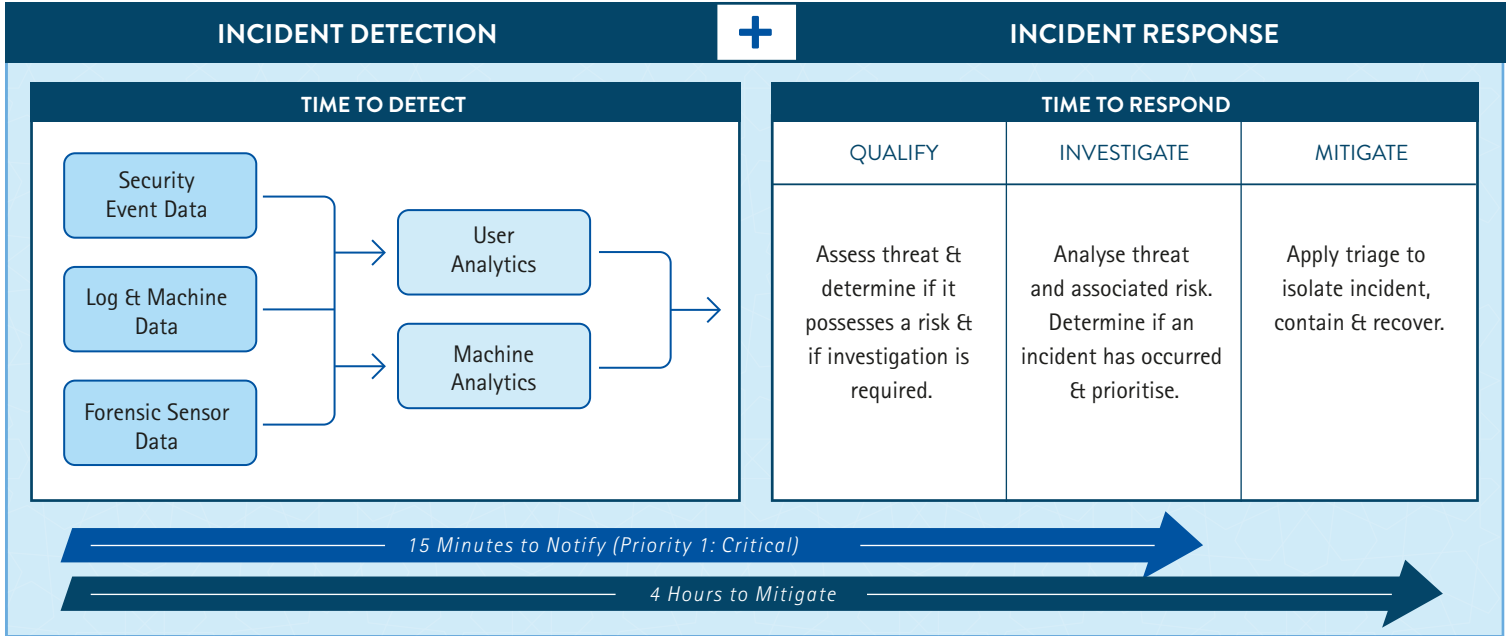 INCIDENT DETECTION
+
INCIDENT RESPONSE
TIME TO DETECT
Security
Event Data
Log & Machine
Data
Forensic Sensor
Data
User
Analytics
Machine
Analytics
TIME TO RESPOND
QUALIFY
Assess threat &
determine if it
possesses a risk &
if investigation is
required.
INVESTIGATE
Analyse threat
and associated risk.
Determine if an
incident has occurred
& prioritise.
MITIGATE
Apply triage to
isolate incident,
contain & recover.
15 Minutes to Notify (Priority 1: Critical)
4 Hours to Mitigate